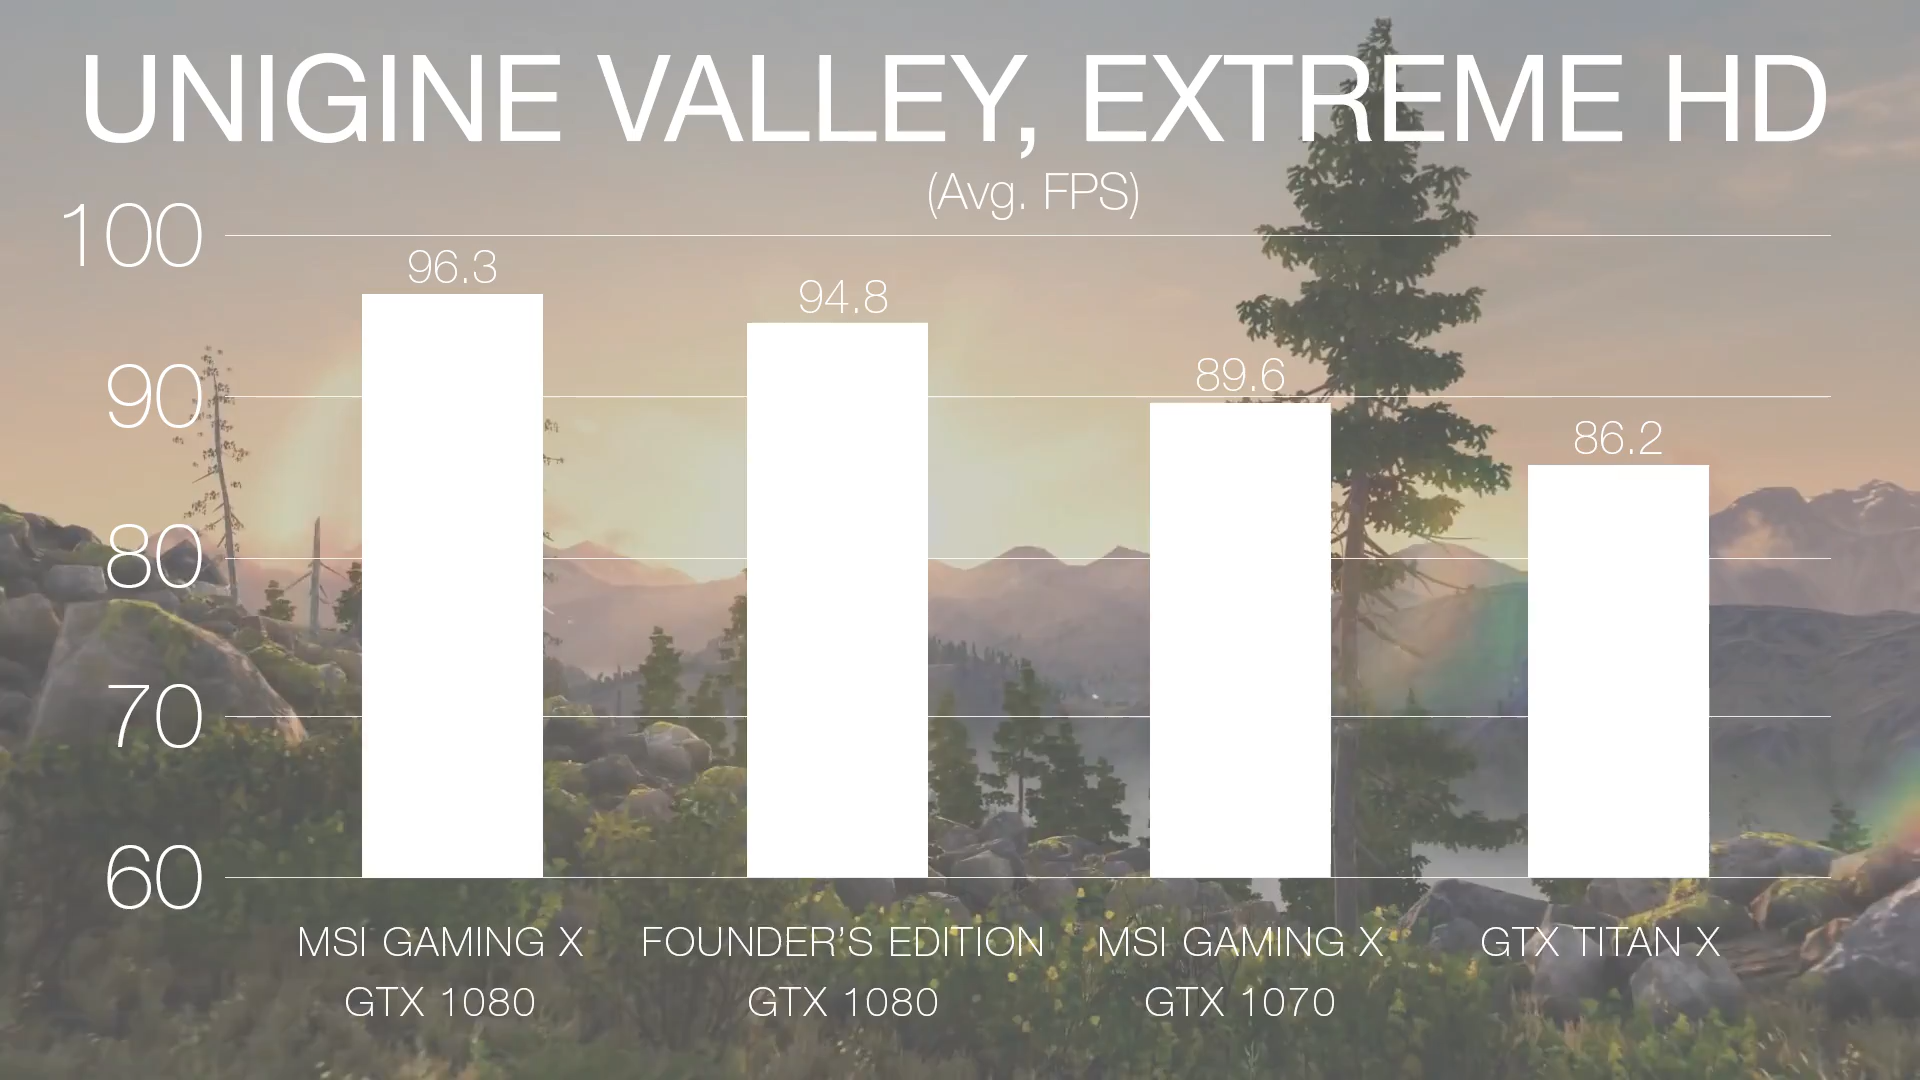 UNIGINE VALLEY, EXTREME HD
(Avg. FPS)
100
96.3
94.8
90
89.6
86.2
80
70
60
MSI GAMING X
GTX 1080
FOUNDER'S EDITION
GTX 1080
MSI GAMING X
GTX 1070
GTX TITAN X